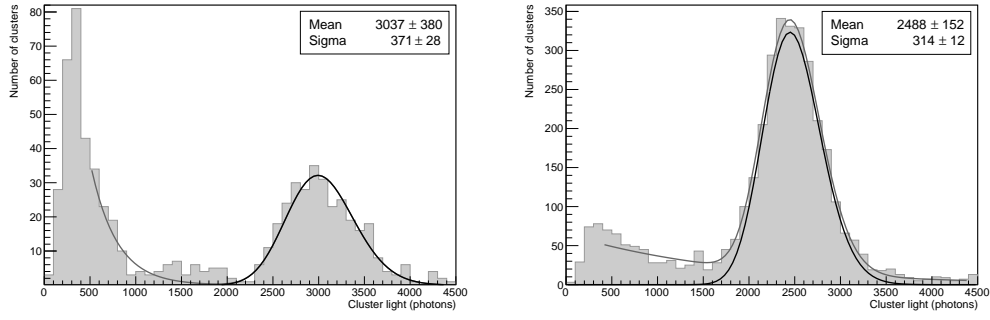 Number of clusters
80
70
60
50
40
30
20
10
Mean 3037 ± 380
Sigma 371 ± 28
0 500 1000 1500 2000 2500 3000 3500 4000 4500
Cluster light (photons)
Number of clusters
350
300
250
200
150
100
50
0
Mean 2488 ± 152
Sigma 314 ± 12
0 500 1000 1500 2000 2500 3000 3500 4000 4500
Cluster light (photons)